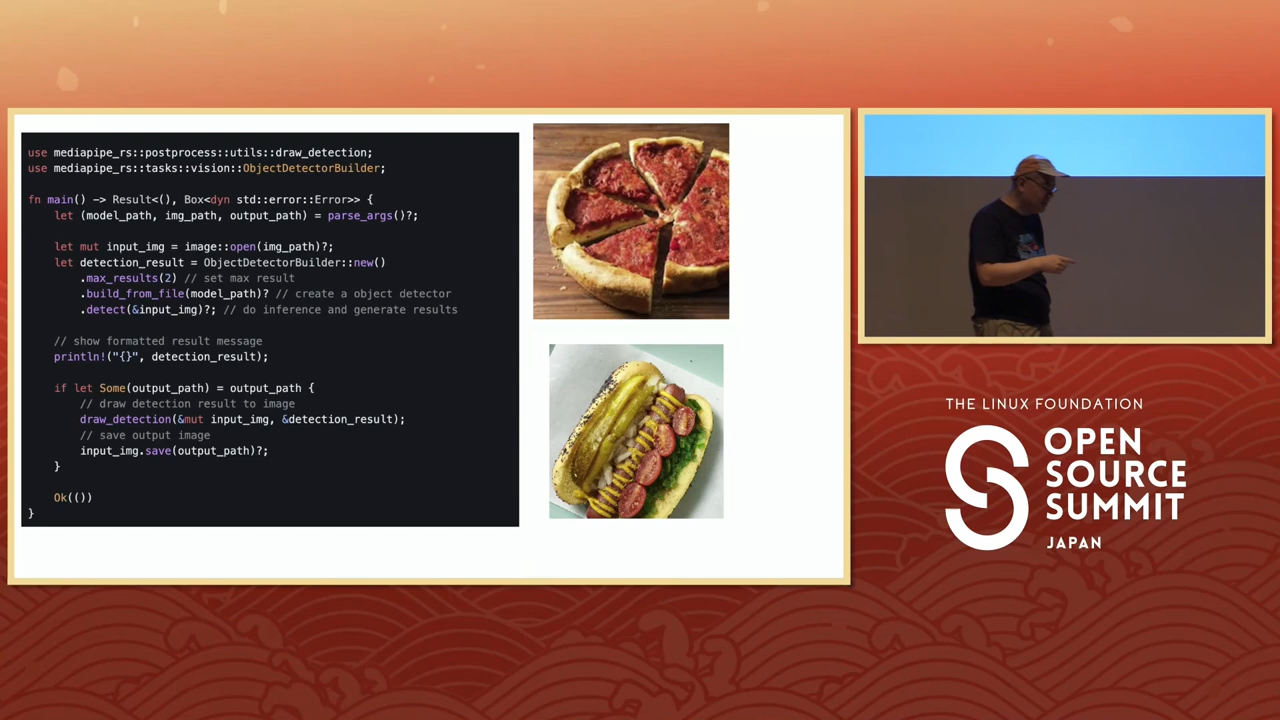 use mediapipe_rs::postprocess::utils::draw_detection;
use mediapipe_rs::tasks::vision::ObjectDetectorBuilder;
fn main() -> Result<(), Box<dyn std::error::Error>> {
let (model_path, img_path, output_path) = parse_args()?;
let mut input_img = image::open(img_path)?;
let detection_result = ObjectDetectorBuilder::new()
.max_results(2) // set max result
.build_from_file(model_path)? // create a object detector
.detect(&input_img)?; // do inference and generate results
// show formatted result message
println!("{}", detection_result);
if let Some(output_path) = output_path {
// draw detection result to image
draw_detection(&mut input_img, &detection_result);
// save output image
input_img.save(output_path)?;
}
Ok(())
}
THE LINUX FOUNDATION
OPEN
SOURCE
SUMMIT
JAPAN